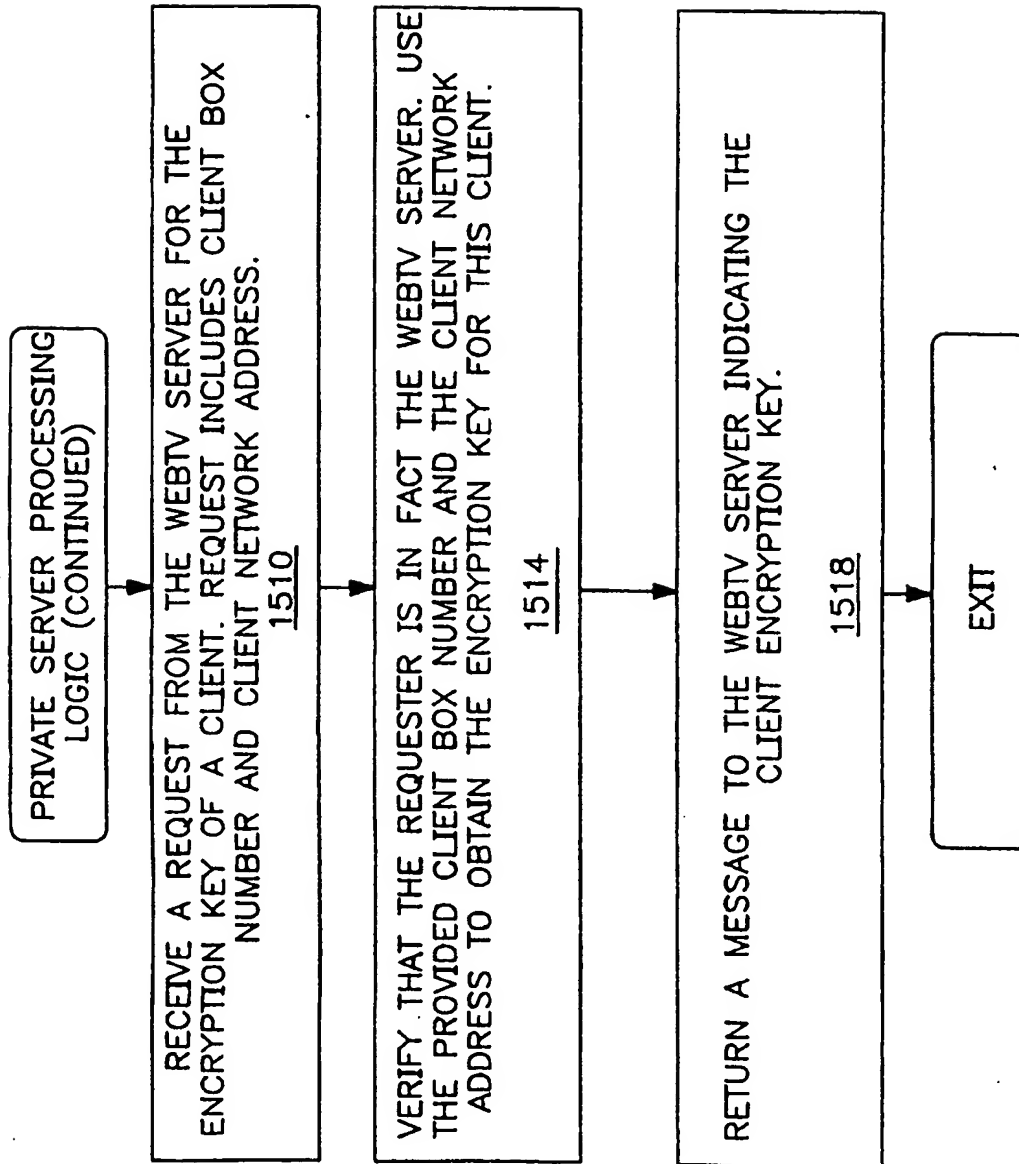 PRIVATE SERVER PROCESSING
LOGIC (CONTINUED)
RECEIVE A REQUEST FROM THE WEBTV SERVER FOR THE
ENCRYPTION KEY OF A CLIENT. REQUEST INCLUDES CLIENT BOX
NUMBER AND CLIENT NETWORK ADDRESS.
1510
VERIFY THAT THE REQUESTER IS IN FACT THE WEBTV SERVER. USE
THE PROVIDED CLIENT BOX NUMBER AND THE CLIENT NETWORK
ADDRESS TO OBTAIN THE ENCRYPTION KEY FOR THIS CLIENT.
1514
RETURN A MESSAGE TO THE WEBTV SERVER INDICATING THE
CLIENT ENCRYPTION KEY.
1518
EXIT